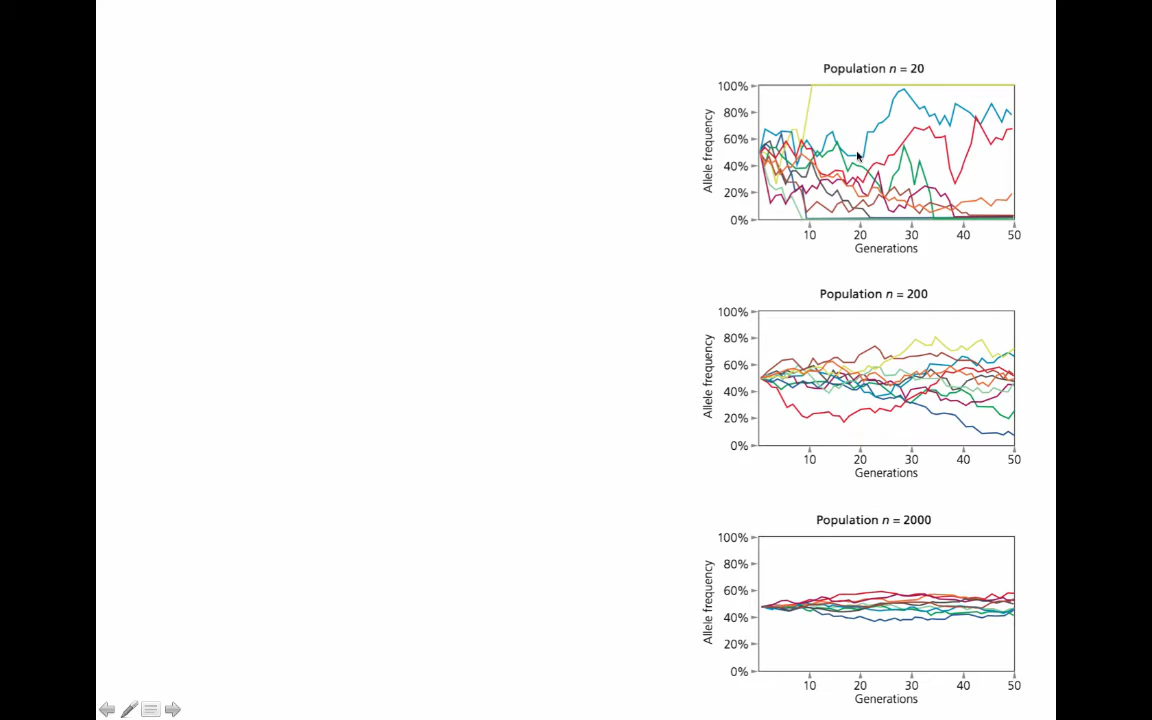 Population n = 20
100%
80%
60%
40%
20%
0%
Allele frequency
10 20 30 40 50
Generations
Population n = 200
100%
80%
60%
40%
20%
0%
Allele frequency
10 20 30 40 50
Generations
Population n = 2000
100%
80%
60%
40%
20%
0%
Allele frequency
10 20 30 40 50
Generations